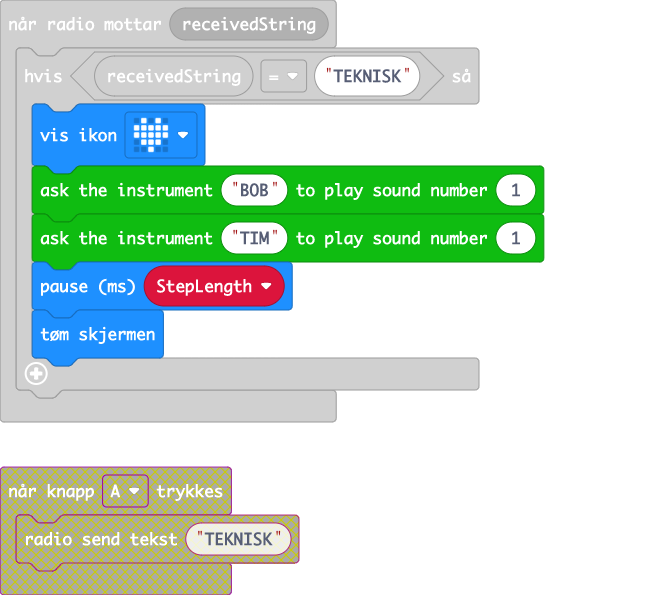 når radio mottar receivedString
hvis receivedString = "TEKNISK" så
vis ikon
ask the instrument "BOB" to play sound number 1
ask the instrument "TIM" to play sound number 1
pause (ms) StepLength
tøm skjermen
når knapp A trykkes
radio send tekst "TEKNISK"